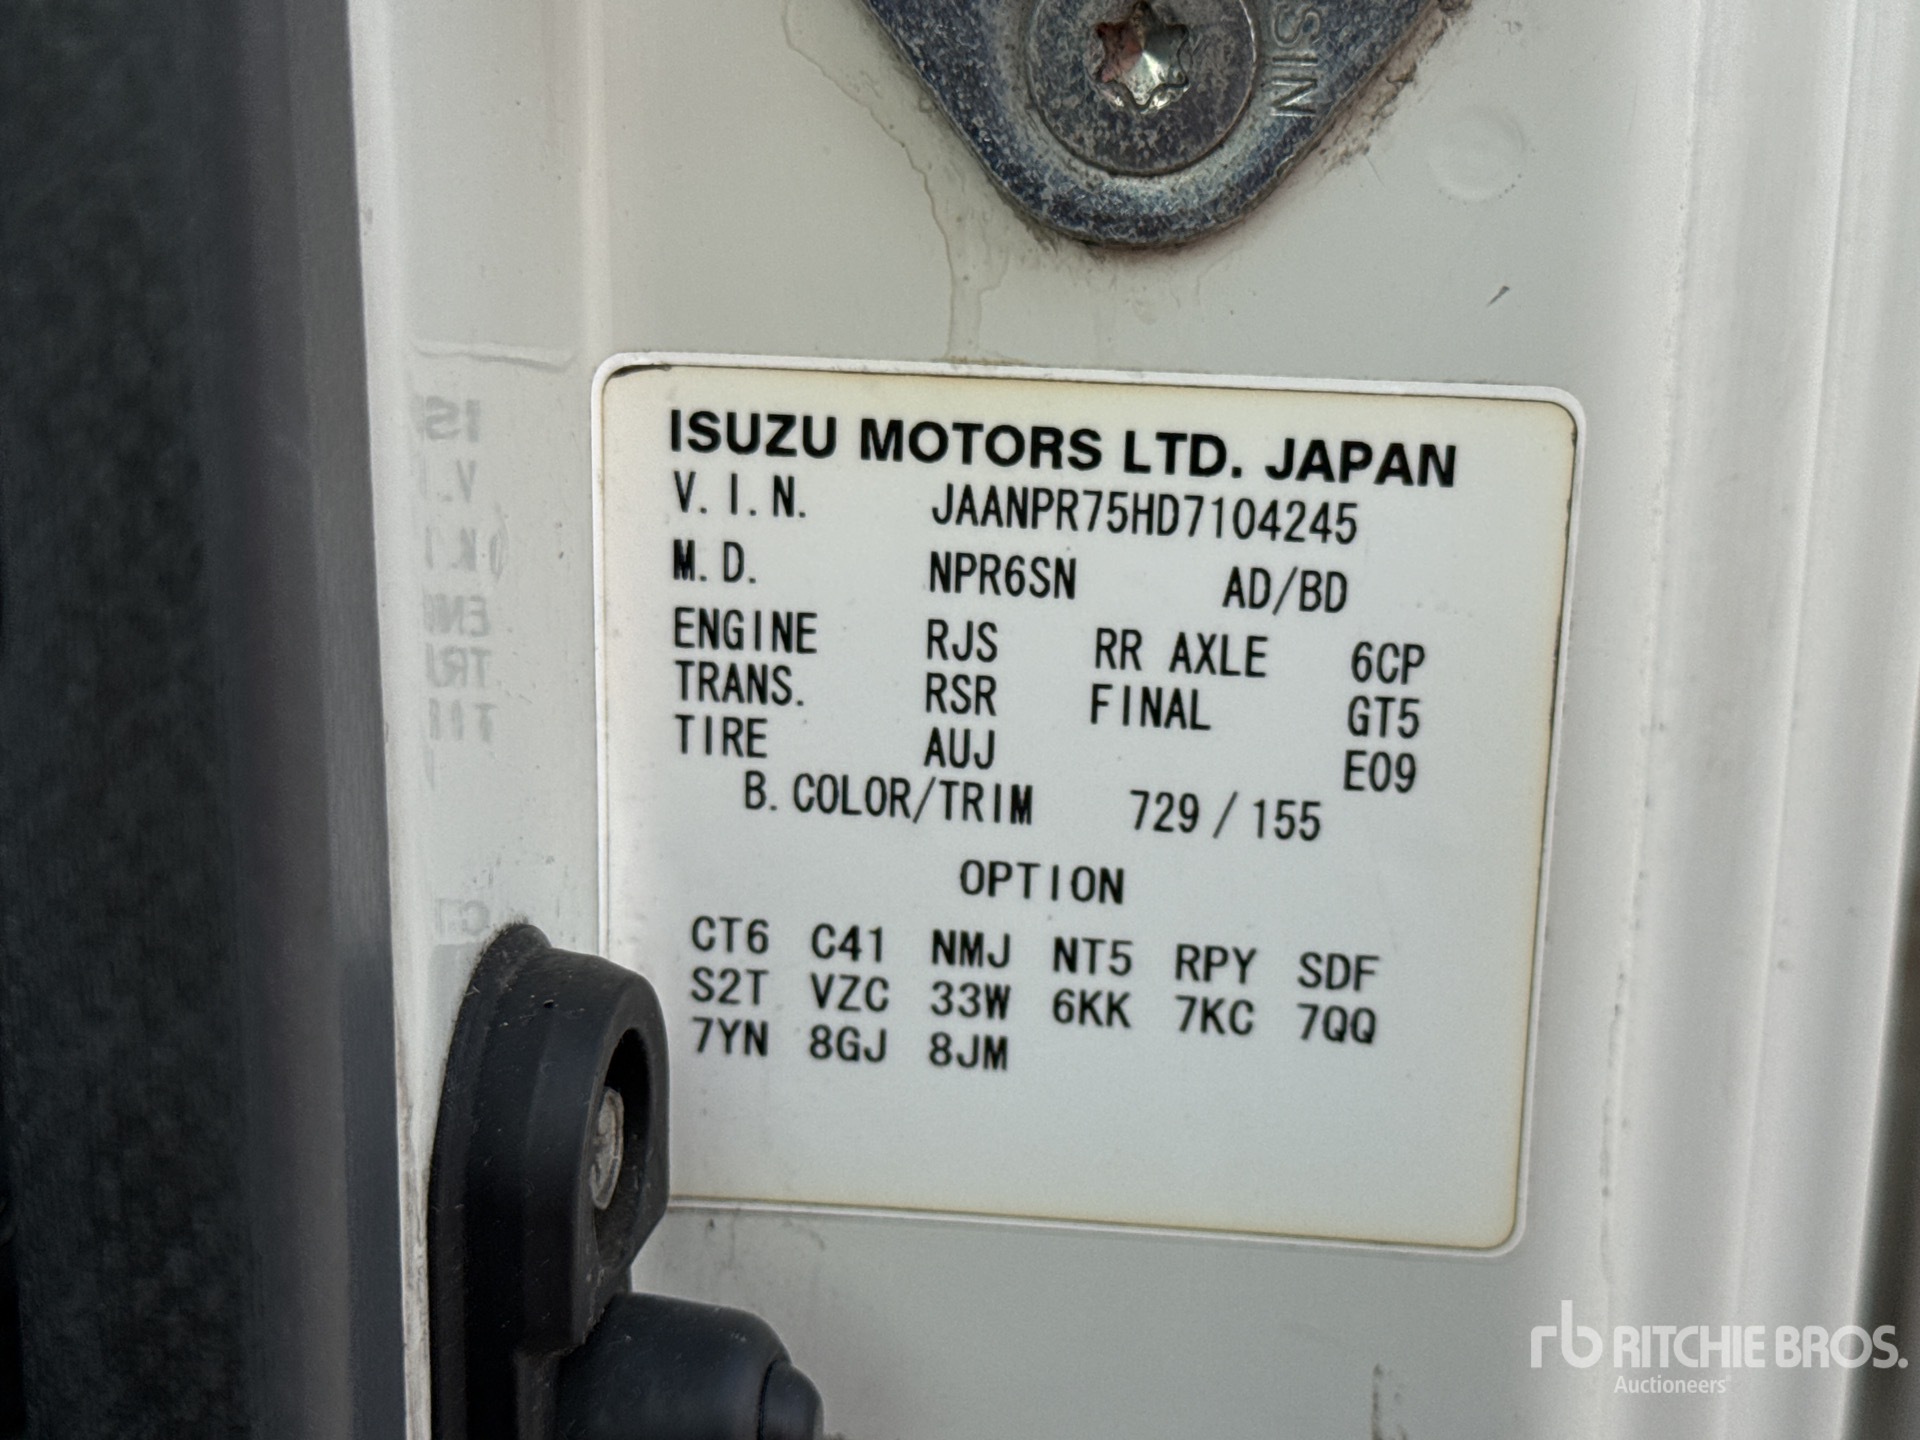 SIN
ISUZU MOTORS LTD. JAPAN
V.I.N. JAANPR75HD7104245
M.D. NPR6SN AD/BD
ENGINE RJS RR AXLE 6CP
TRANS. RSR FINAL GT5
TIRE AUJ E09
B.COLOR/TRIM 729/155
OPTION
CT6 C41 NMJ NT5 RPY SDF
S2T VZC 33W 6KK 7KC 7QQ
7YN 8GJ 8JM
rb RITCHIE BROS.
Auctioneers